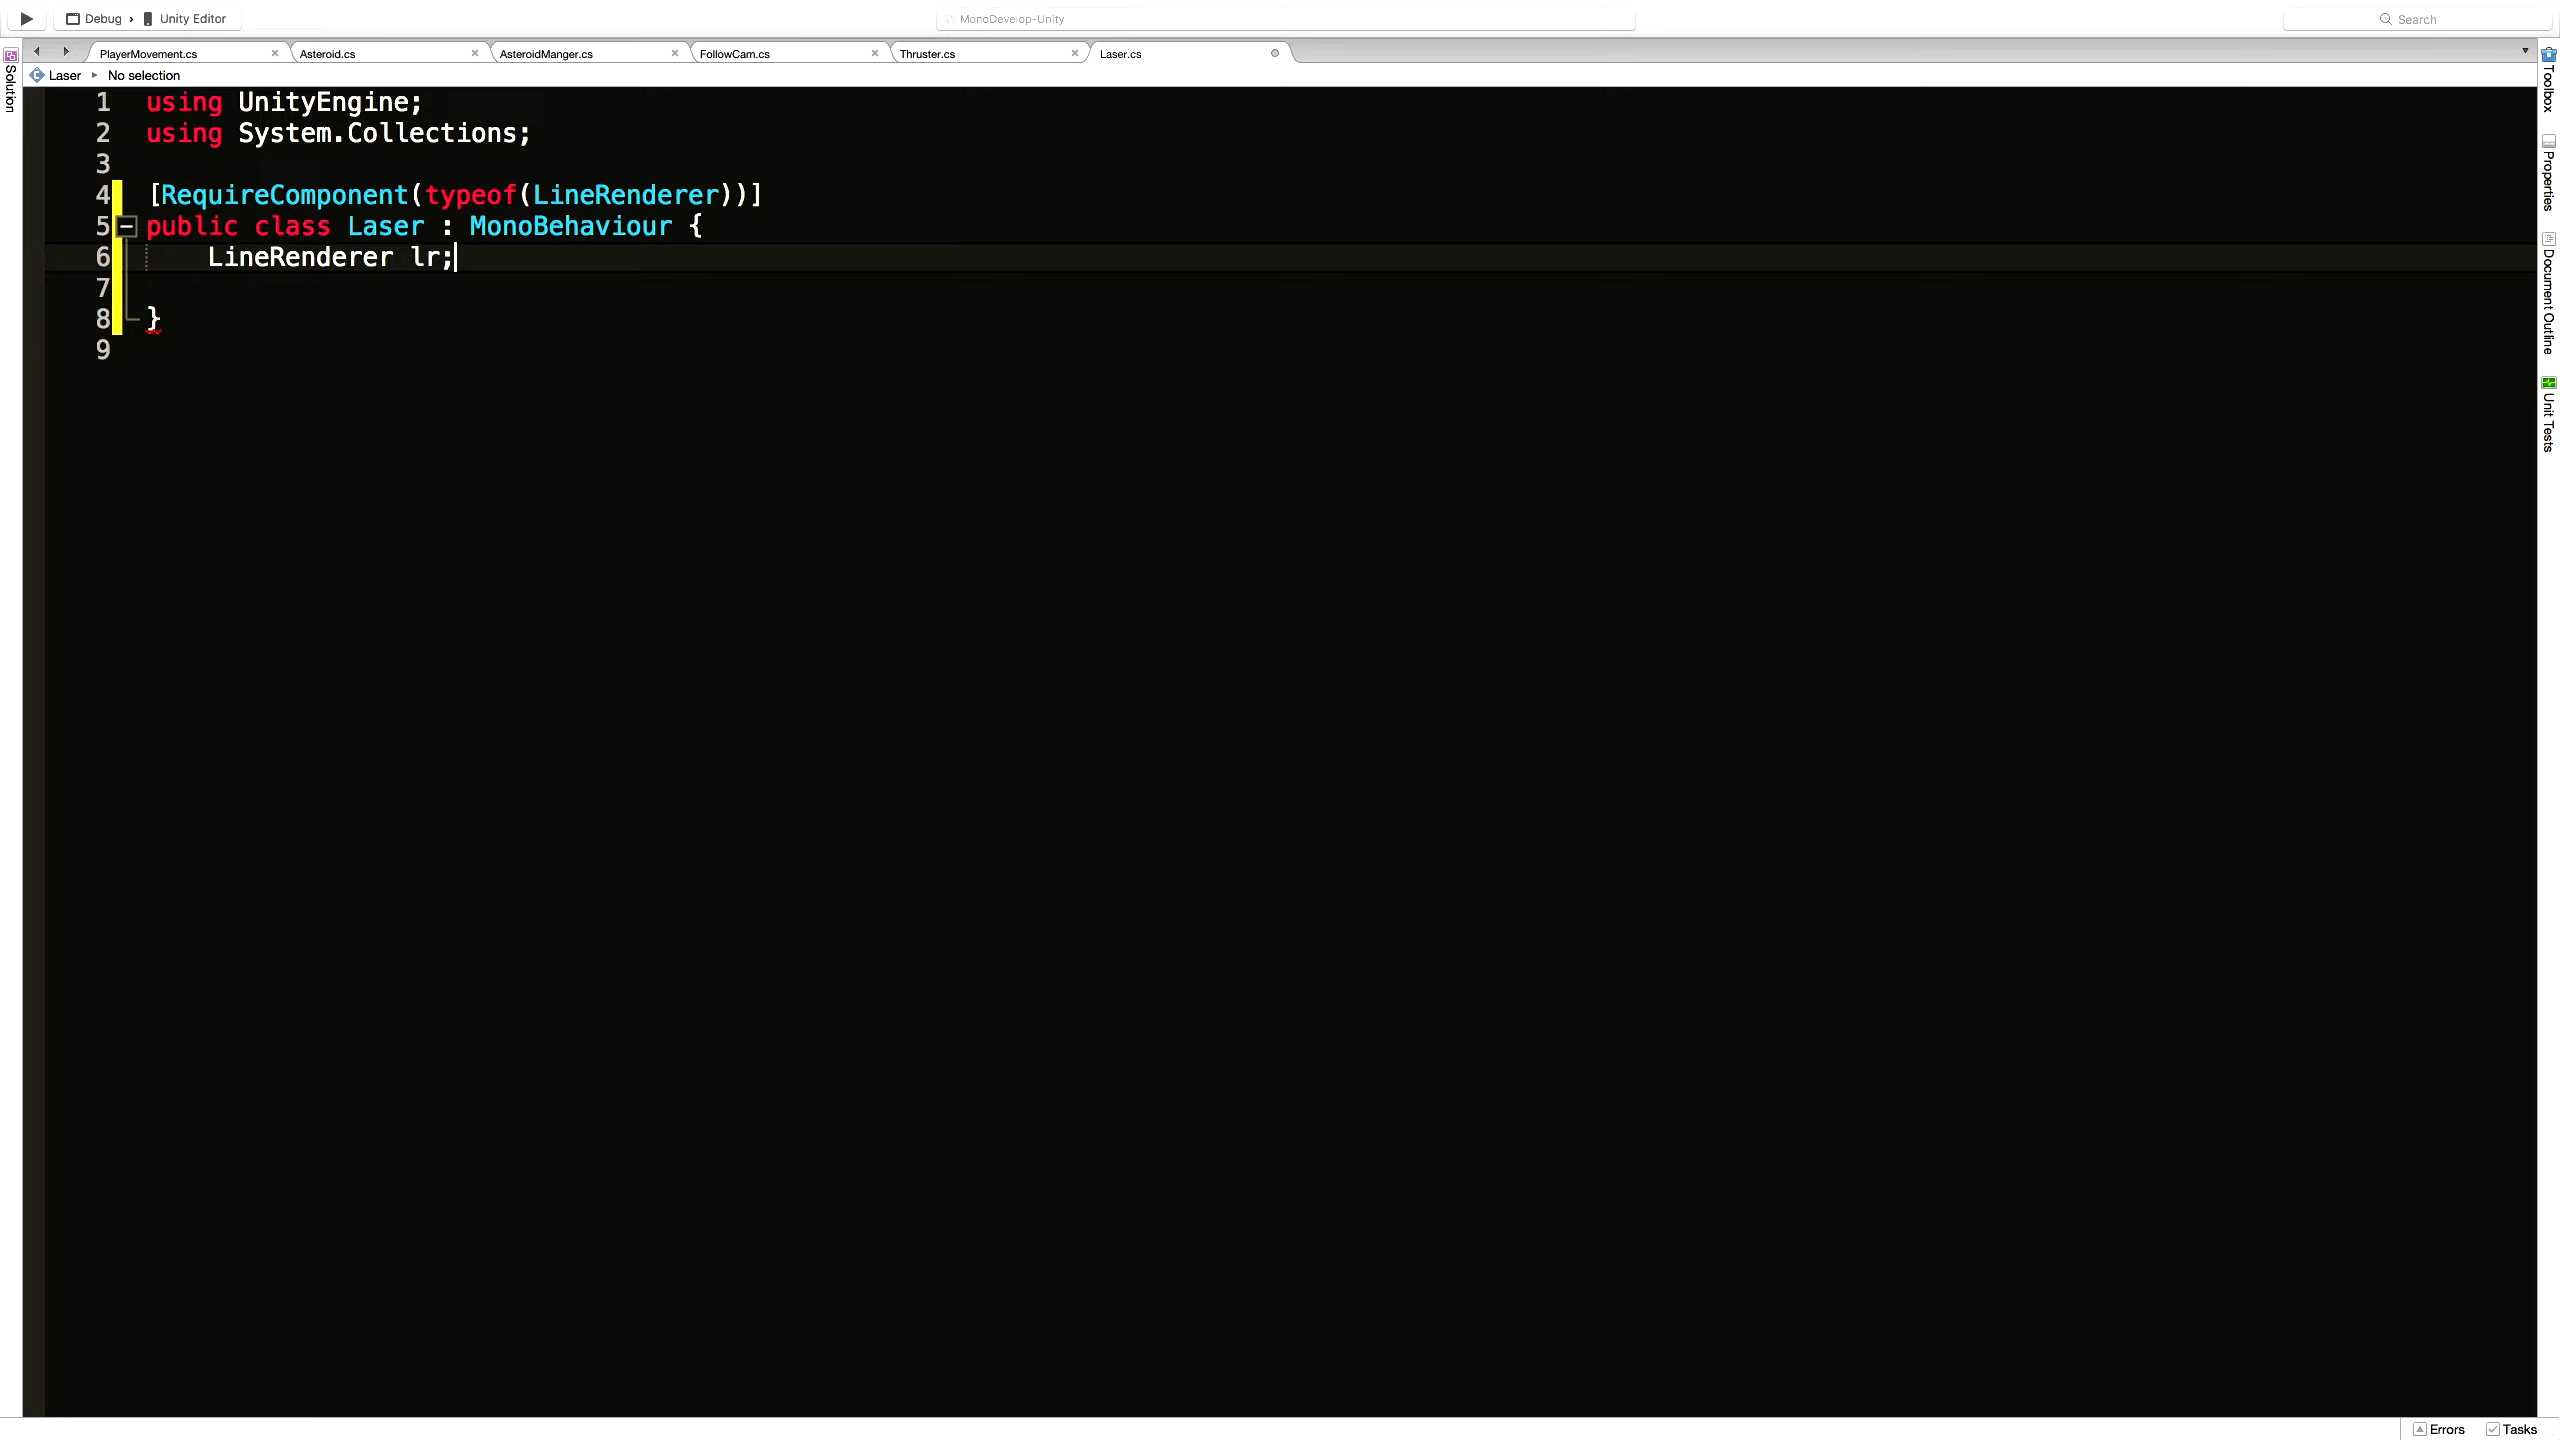 Debug › Unity Editor
MonoDevelop-Unity
Search
PlayerMovement.cs
Asteroid.cs
AsteroidManger.cs
FollowCam.cs
Thruster.cs
Laser.cs
Laser ▸ No selection
Solution
1 using UnityEngine;
2 using System.Collections;
3
4 [RequireComponent(typeof(LineRenderer))]
5 public class Laser : MonoBehaviour {
6 LineRenderer lr;
7
8 }
9
Toolbox
Properties
Document Outline
Unit Tests
Errors
Tasks